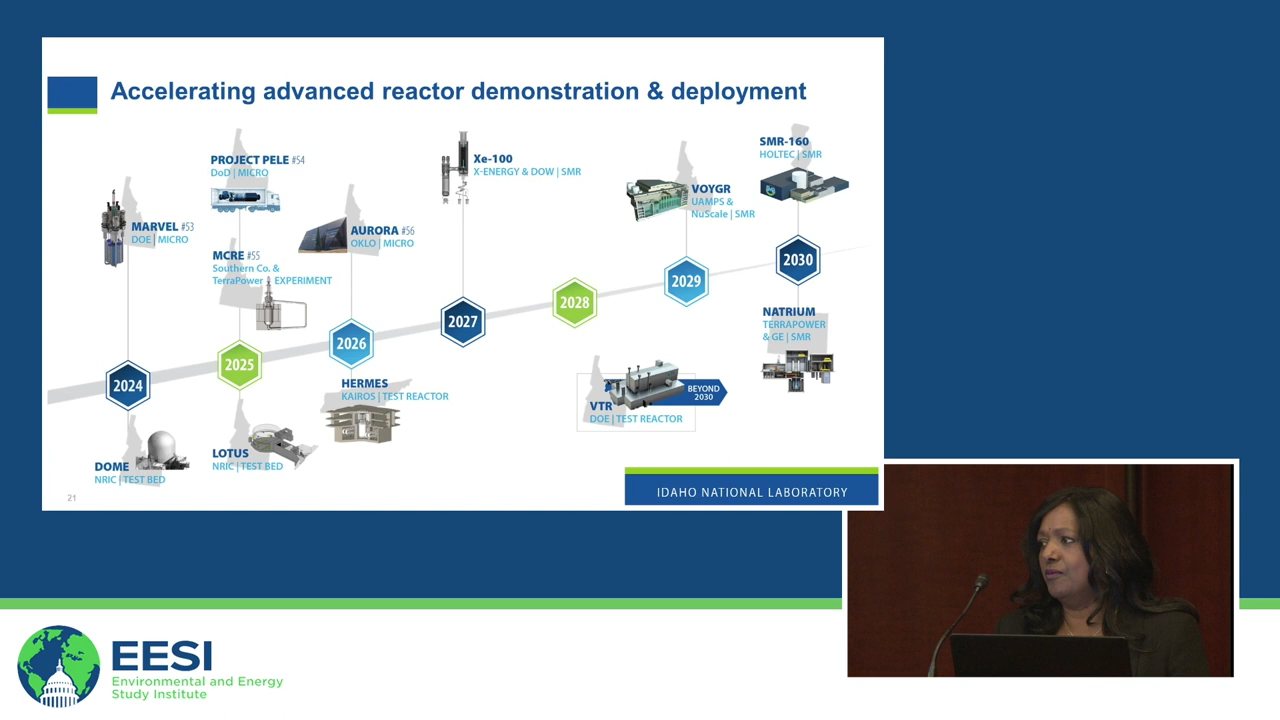 Accelerating advanced reactor demonstration & deployment
MARVEL #53
DOE | MICRO
PROJECT PELE #54
DoD | MICRO
MCRE #55
Southern Co. &
TerraPower | EXPERIMENT
AURORA #56
OKLO | MICRO
Xe-100
X-ENERGY & DOW | SMR
VOYGR
UAMPS &
NuScale | SMR
SMR-160
HOLTEC | SMR
2024
2025
2026
2027
2028
2029
2030
DOME
NRIC | TEST BED
LOTUS
NRIC | TEST BED
HERMES
KAIROS | TEST REACTOR
VTR
DOE | TEST REACTOR
BEYOND
2030
NATRIUM
TERRAPOWER
& GE | SMR
21
IDAHO NATIONAL LABORATORY
EESI
Environmental and Energy
Study Institute